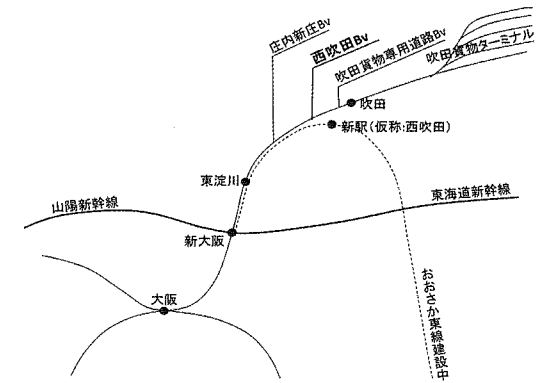 庄内新庄Bv
西吹田Bv
吹田貨物専用道路Bv
吹田貨物ターミナル
吹田
新駅(仮称:西吹田)
東淀川
山陽新幹線
東海道新幹線
新大阪
大阪
おおさか東線建設中